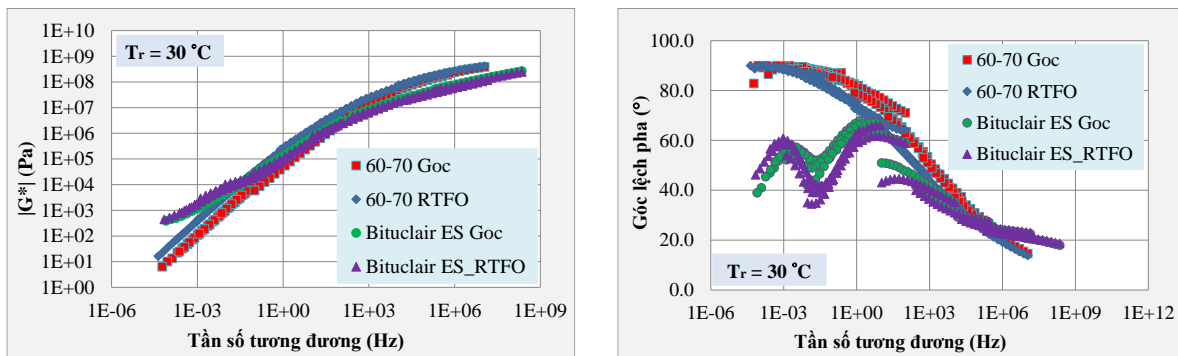 1E+10
1E+09
1E+08
1E+07
1E+06
1E+05
1E+04
1E+03
1E+02
1E+01
1E+00
|G*| (Pa)
Tr = 30 °C
60-70 Goc
60-70 RTFO
Bituclair ES Goc
Bituclair ES_RTFO
1E-06 1E-03 1E+00 1E+03 1E+06 1E+09
Tần số tương đương (Hz)
100.0
80.0
60.0
40.0
20.0
0.0
Góc lệch pha (°)
60-70 Goc
60-70 RTFO
Bituclair ES Goc
Bituclair ES_RTFO
Tr = 30 °C
1E-06 1E-03 1E+00 1E+03 1E+06 1E+09 1E+12
Tần số tương đương (Hz)